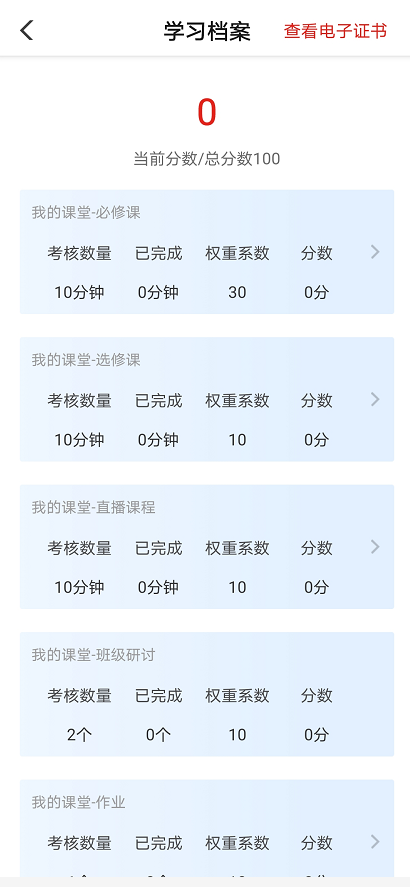 学习档案 查看电子证书
0
当前分数/总分数100
我的课堂-必修课
考核数量 已完成 权重系数 分数
10分钟 0分钟 30 0分
我的课堂-选修课
考核数量 已完成 权重系数 分数
10分钟 0分钟 10 0分
我的课堂-直播课程
考核数量 已完成 权重系数 分数
10分钟 0分钟 10 0分
我的课堂-班级研讨
考核数量 已完成 权重系数 分数
2个 0个 10 0分
我的课堂-作业
考核数量 已完成 权重系数 分数